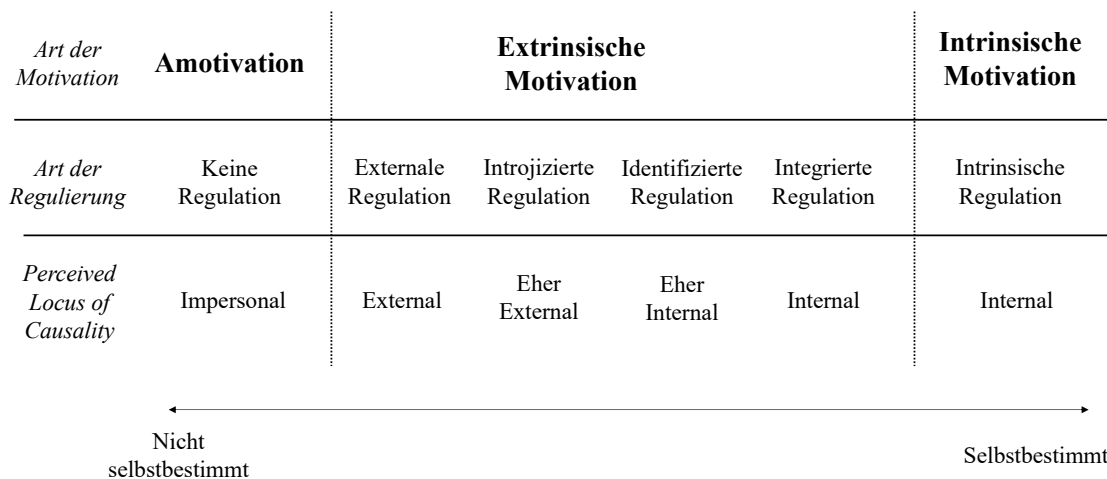 Art der
Motivation
Amotivation
Extrinsische
Motivation
Intrinsische
Motivation
Art der
Regulierung
Keine
Regulation
Externale
Regulation
Introjizierte
Regulation
Identifizierte
Regulation
Integrierte
Regulation
Intrinsische
Regulation
Perceived
Locus of
Causality
Impersonal
External
Eher
External
Eher
Internal
Internal
Internal
Nicht
selbstbestimmt
Selbstbestimmt